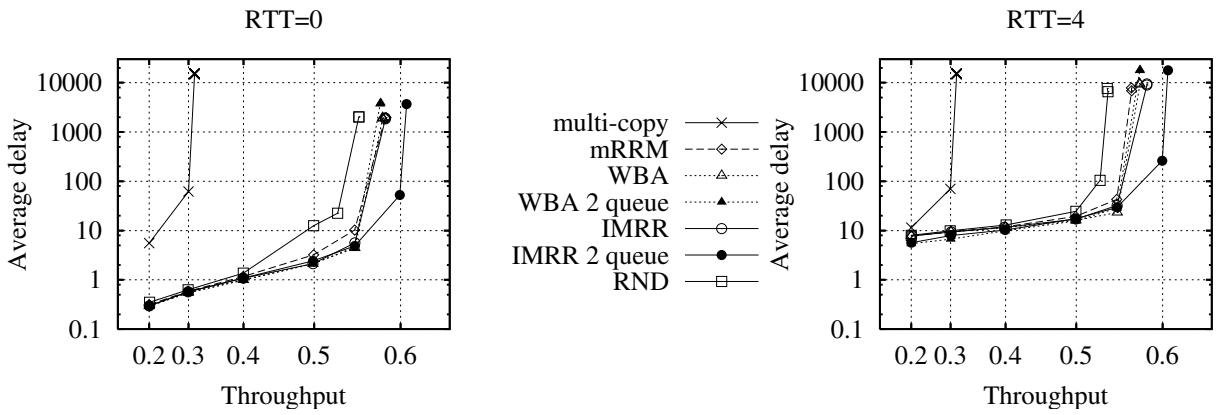 RTT=0
Average delay
10000
1000
100
10
1
0.1
0.2 0.3 0.4 0.5 0.6
Throughput
multi-copy
mRRM
WBA
WBA 2 queue
IMRR
IMRR 2 queue
RND
RTT=4
Average delay
10000
1000
100
10
1
0.1
0.2 0.3 0.4 0.5 0.6
Throughput